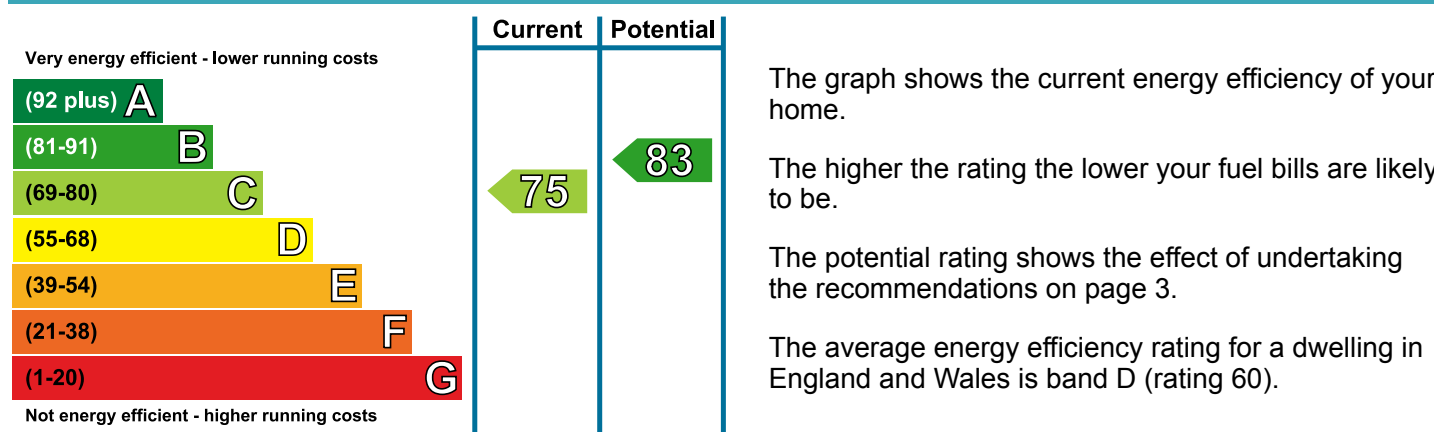 Current Potential
Very energy efficient - lower running costs
(92 plus) A
(81-91) B
(69-80) C
(55-68) D
(39-54) E
(21-38) F
(1-20) G
Not energy efficient - higher running costs
75
83
The graph shows the current energy efficiency of your
home.
The higher the rating the lower your fuel bills are likely
to be.
The potential rating shows the effect of undertaking
the recommendations on page 3.
The average energy efficiency rating for a dwelling in
England and Wales is band D (rating 60).